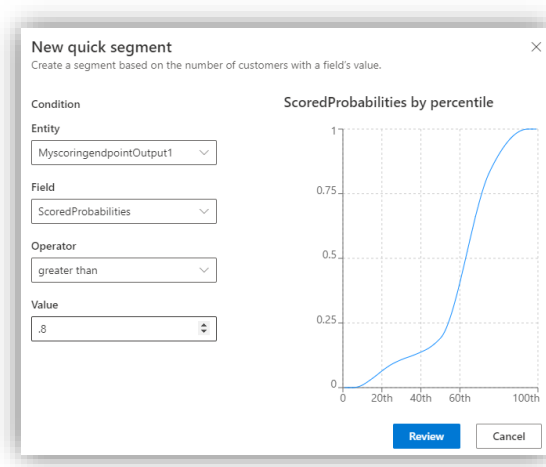 New quick segment
Create a segment based on the number of customers with a field's value.
Condition
Entity
MyscoringendpointOutput1
Field
ScoredProbabilities
Operator
greater than
Value
.8
ScoredProbabilities by percentile
1
0.75
0.5
0.25
0
0 20th 40th 60th 100th
Review Cancel